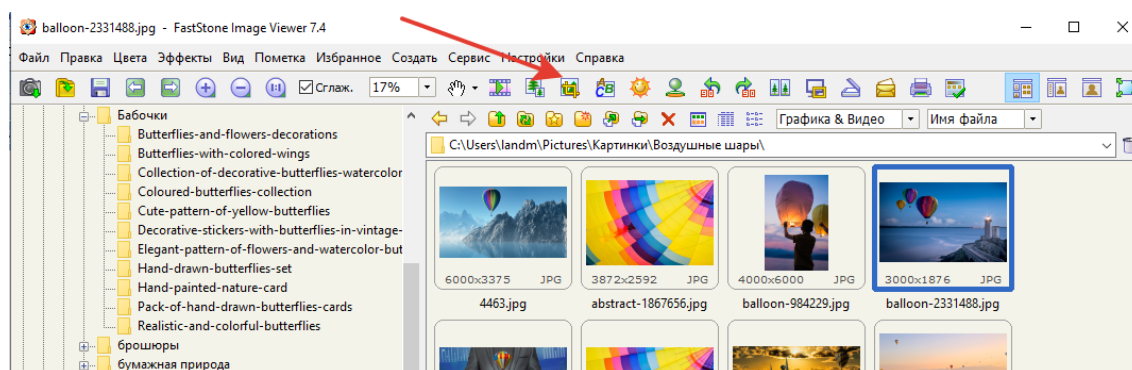 balloon-2331488.jpg - FastStone Image Viewer 7.4
Файл Правка Цвета Эффекты Вид Пометка Избранное Создать Сервис Настройки Справка
Сглаж. 17%
Бабочки
Butterflies-and-flowers-decorations
Butterflies-with-colored-wings
Collection-of-decorative-butterflies-watercolor
Coloured-butterflies-collection
Cute-pattern-of-yellow-butterflies
Decorative-stickers-with-butterflies-in-vintage-
Elegant-pattern-of-flowers-and-watercolor-but
Hand-drawn-butterflies-set
Hand-painted-nature-card
Pack-of-hand-drawn-butterflies-cards
Realistic-and-colorful-butterflies
брошюры
бумажная природа
Графика & Видео Имя файла
C:\Users\landm\Pictures\Картинки\Воздушные шары\
6000x3375 JPG 3872x2592 JPG 4000x6000 JPG 3000x1876 JPG
4463.jpg abstract-1867656.jpg balloon-984229.jpg balloon-2331488.jpg